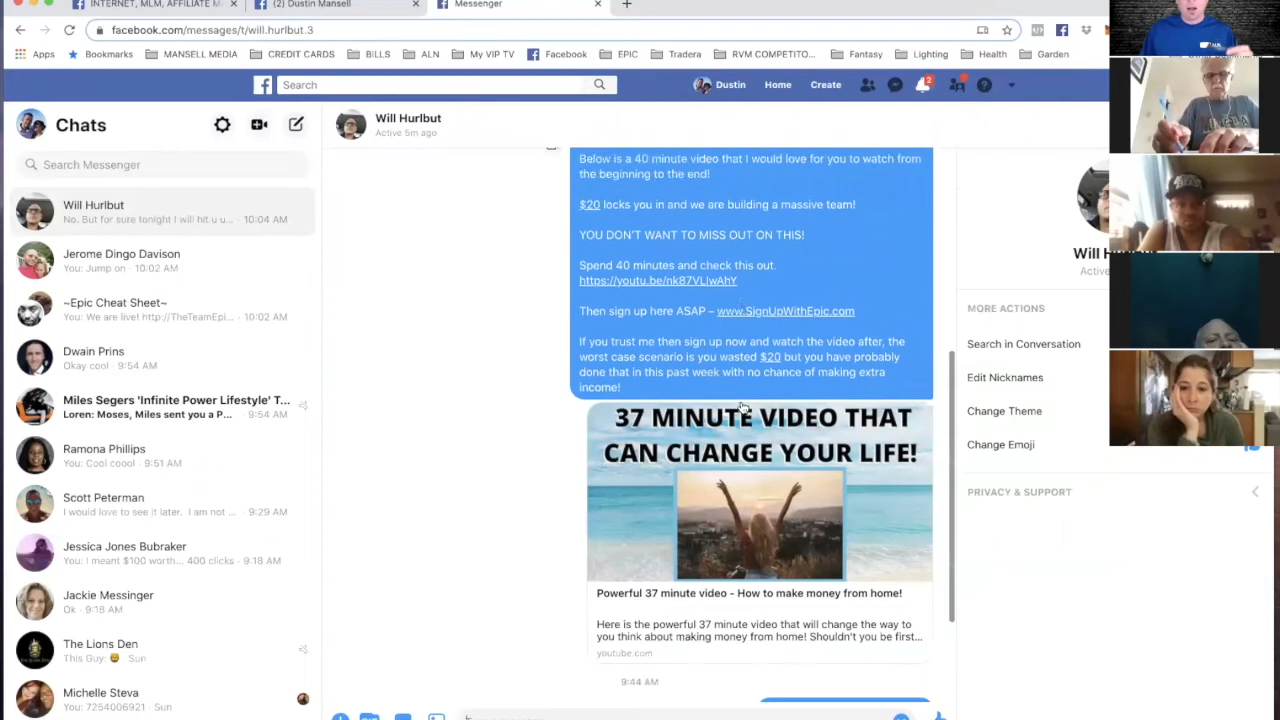 INTERNET, MLM, AFFILIATE M
(2) Dustin Mansell
Messenger
facebook.com/messages/t/will.hurlbut.3
Apps
Bookmarks
MANSELL MEDIA
CREDIT CARDS
BILLS
ALN
My VIP TV
Facebook
EPIC
Tradera
RVM COMPETITO...
Fantasy
Lighting
Health
Garden
Search
Dustin
Home
Create
2
Chats
Search Messenger
Will Hurlbut
No. But for sure tonight I will hit u u... · 10:04 AM
Jerome Dingo Davison
You: Jump on · 10:02 AM
~Epic Cheat Sheet~
You: We are live! http://TheTeamEpi... · 10:02 AM
Dwain Prins
Okay cool · 9:54 AM
Miles Segers 'Infinite Power Lifestyle' T...
Loren: Moses, Miles sent you a P... · 9:54 AM
Ramona Phillips
You: Cool coool · 9:51 AM
Scott Peterman
I would love to see it later. I am not ... · 9:29 AM
Jessica Jones Bubraker
You: I meant $100 worth... 400 clicks · 9:18 AM
Jackie Messinger
Ok · 9:18 AM
The Lions Den
This Guy: · Sun
Michelle Steva
You: 7254006921 · Sun
Will Hurlbut
Active 5m ago
Below is a 40 minute video that I would love for you to watch from
the beginning to the end!
$20 locks you in and we are building a massive team!
YOU DON'T WANT TO MISS OUT ON THIS!
Spend 40 minutes and check this out.
https://youtu.be/nk87VLlwAhY
Then sign up here ASAP – www.SignUpWithEpic.com
If you trust me then sign up now and watch the video after, the
worst case scenario is you wasted $20 but you have probably
done that in this past week with no chance of making extra
income!
37 MINUTE VIDEO THAT
CAN CHANGE YOUR LIFE!
Powerful 37 minute video - How to make money from home!
Here is the powerful 37 minute video that will change the way to
you think about making money from home! Shouldn't you be first...
youtube.com
9:44 AM
Will H
Active
MORE ACTIONS
Search in Conversation
Edit Nicknames
Change Theme
Change Emoji
PRIVACY & SUPPORT